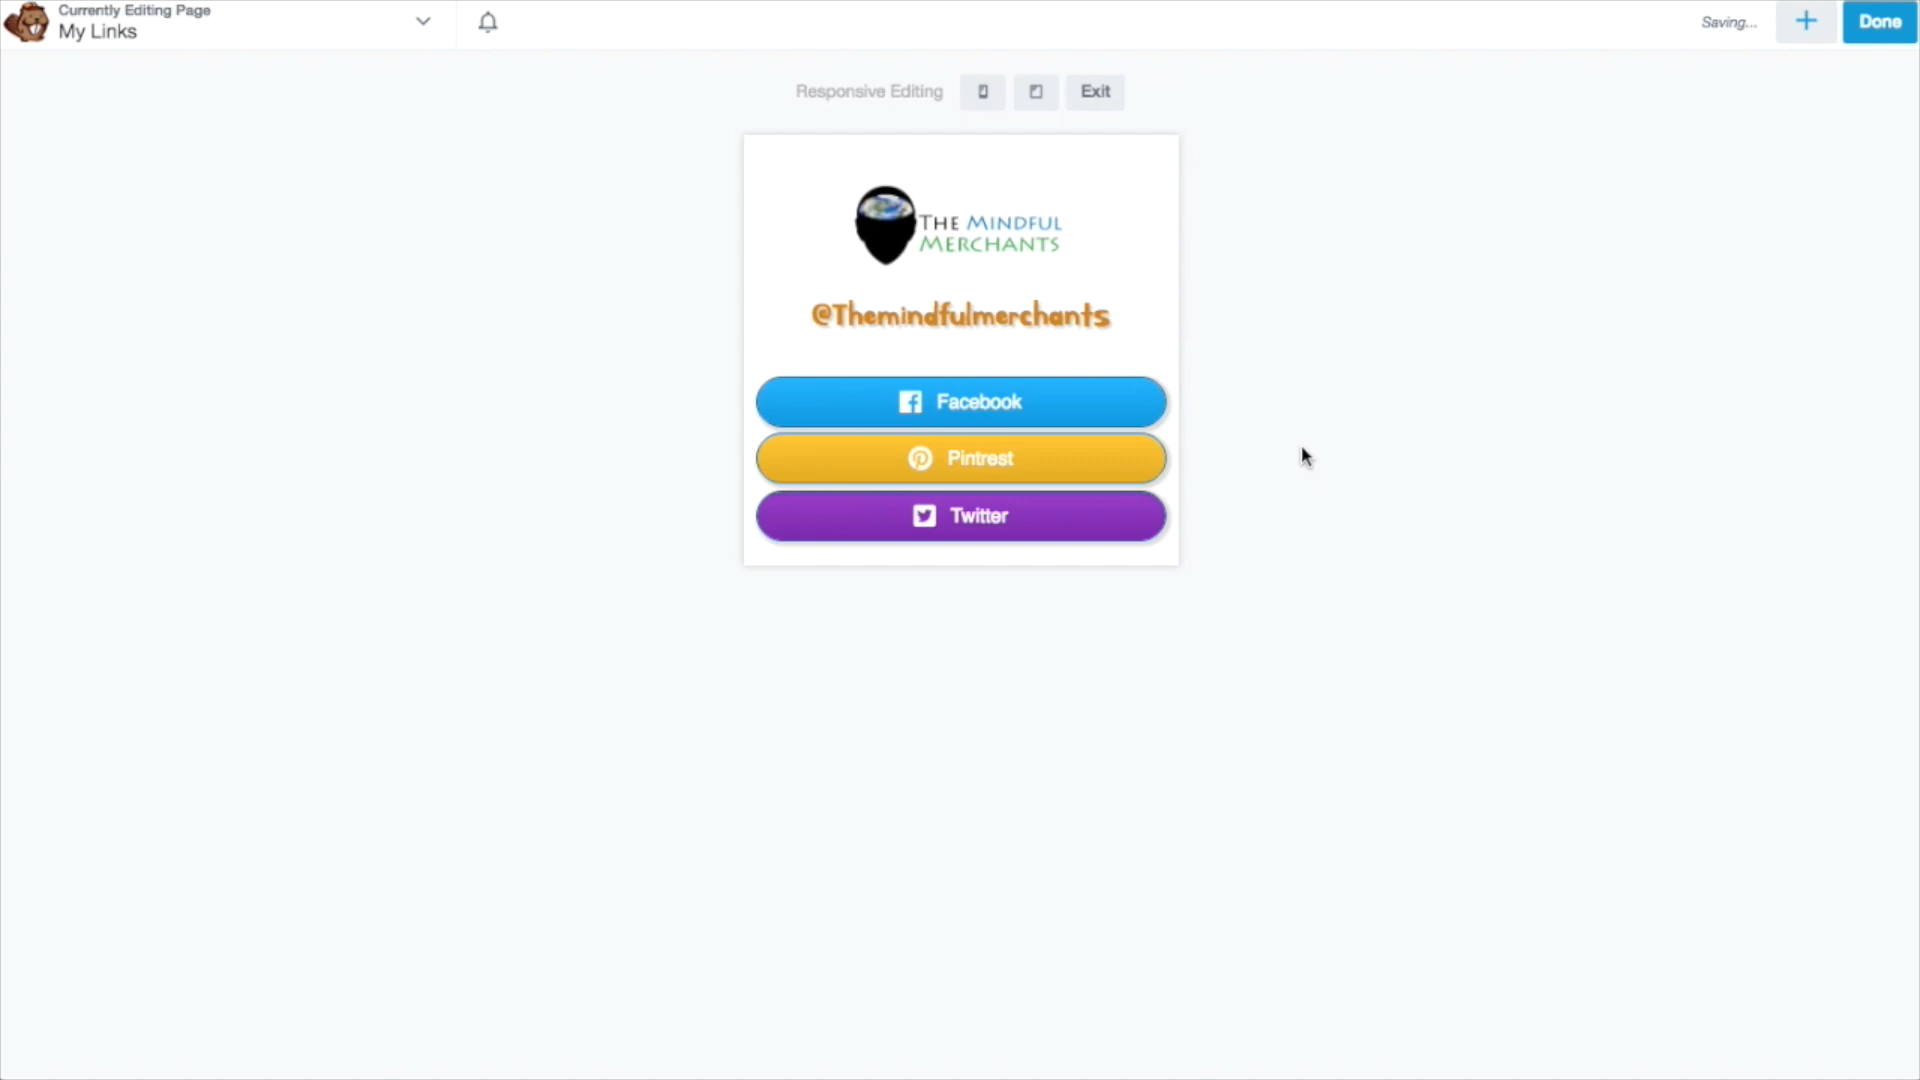 Currently Editing Page
My Links
Saving...
Done
Responsive Editing
Exit
THE MINDFUL
MERCHANTS
@Themindfulmerchants
Facebook
Pintrest
Twitter